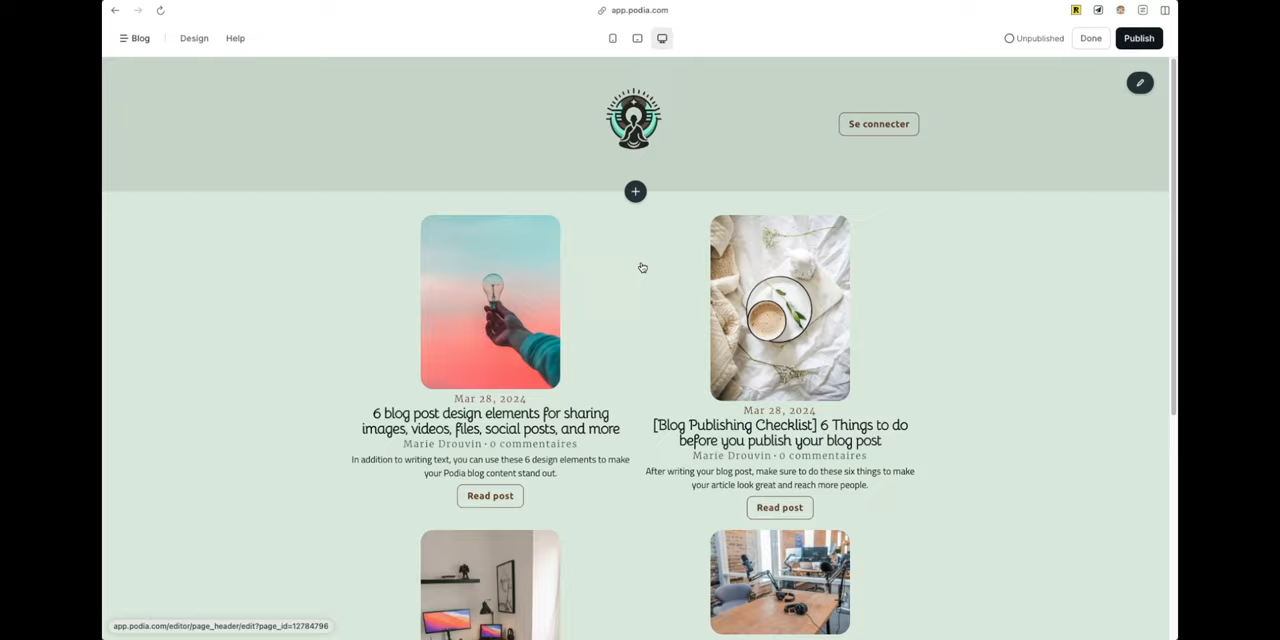 app.podia.com
R
Blog
Design
Help
Unpublished
Done
Publish
Se connecter
Mar 28, 2024
6 blog post design elements for sharing
images, videos, files, social posts, and more
Marie Drouvin · 0 commentaires
In addition to writing text, you can use these 6 design elements to make
your Podia blog content stand out.
Read post
Mar 28, 2024
[Blog Publishing Checklist] 6 Things to do
before you publish your blog post
Marie Drouvin · 0 commentaires
After writing your blog post, make sure to do these six things to make
your article look great and reach more people.
Read post
app.podia.com/editor/page_header/edit?page_id=12784796